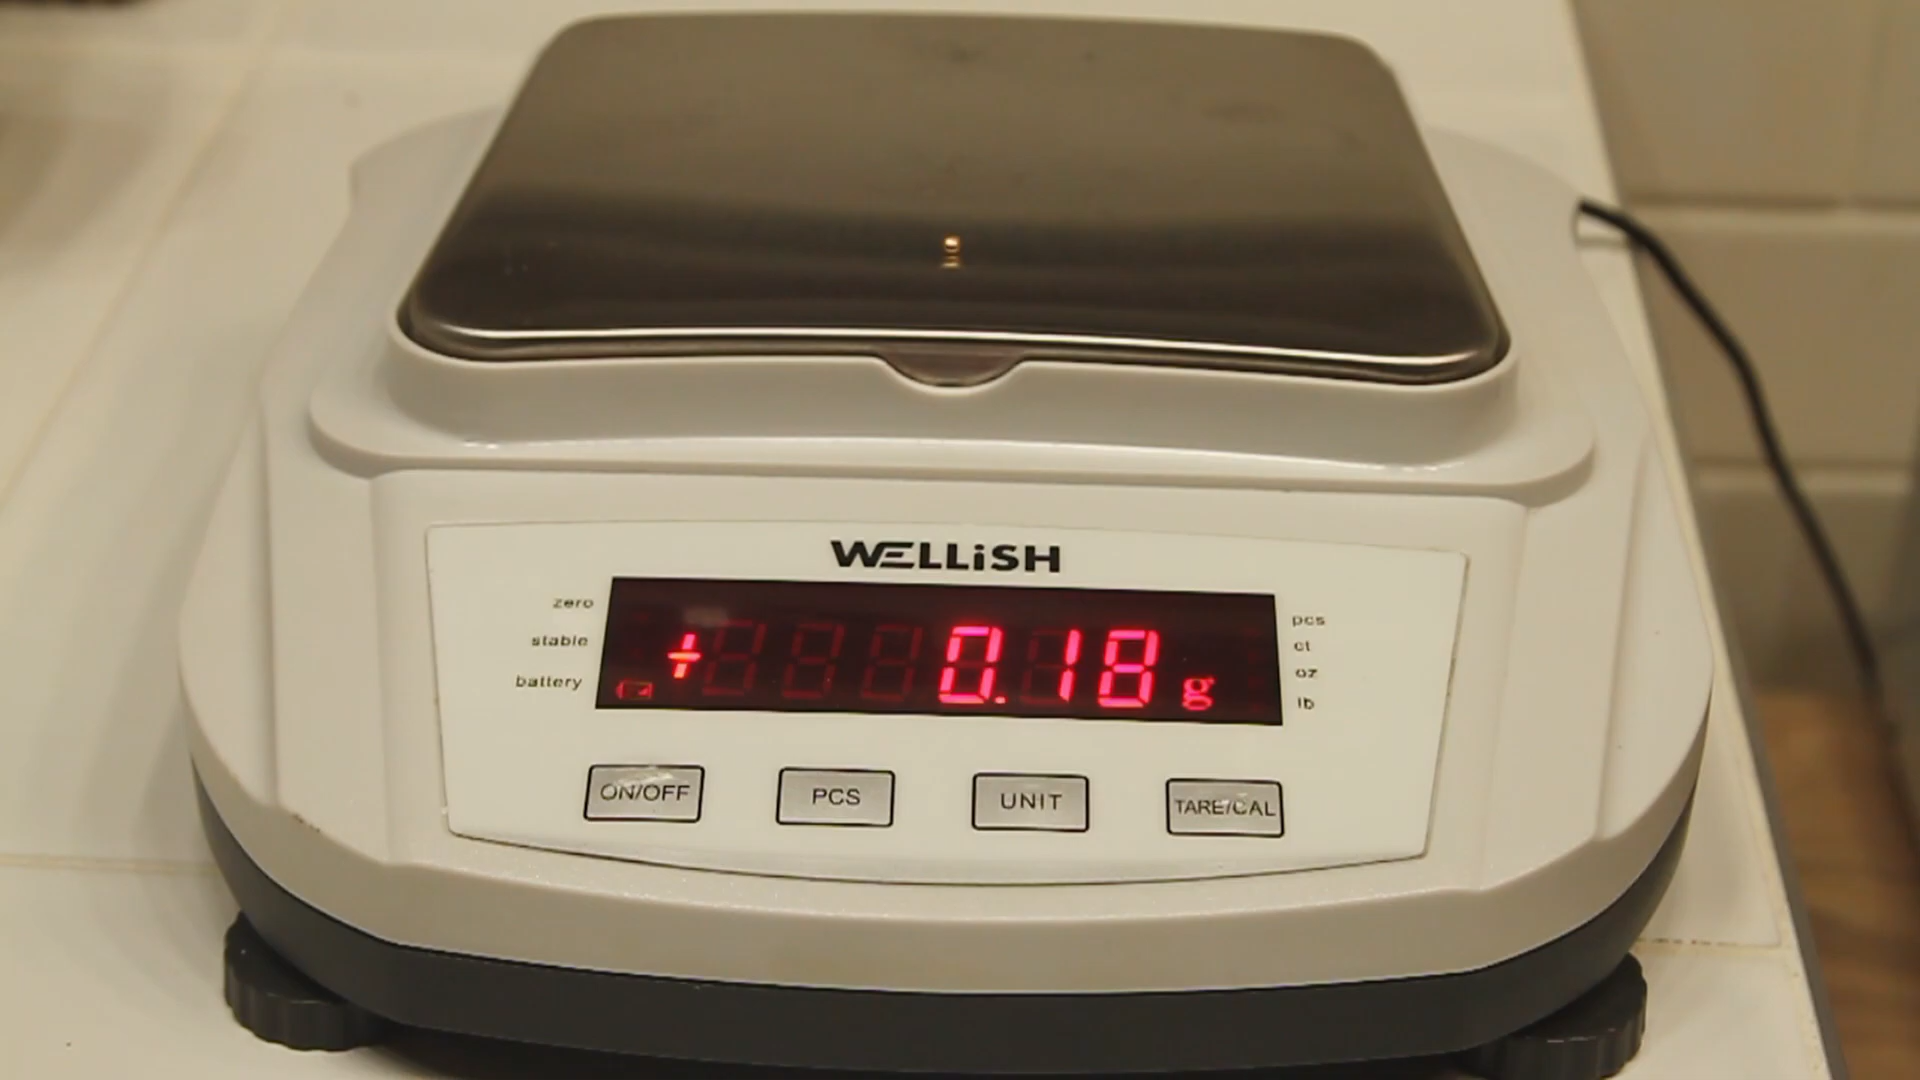 WELLiSH
zero
stable
battery
+ 0.18 g
pcs
ct
oz
lb
ON/OFF
PCS
UNIT
TARE/CAL